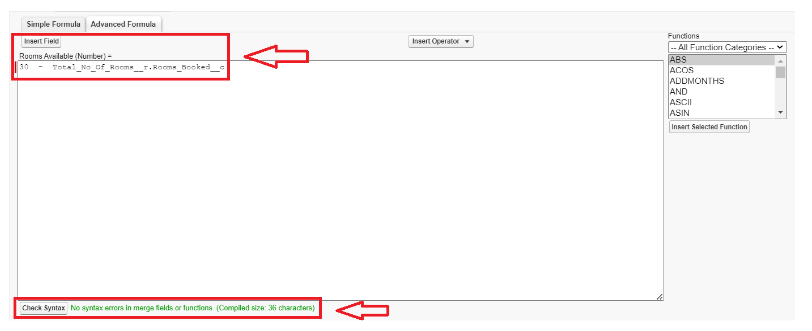 Simple Formula Advanced Formula
Insert Field Insert Operator
Rooms Available (Number) =
30 - Total_No_Of_Rooms__r.Rooms_Booked__c
Functions
-- All Function Categories --
ABS
ACOS
ADDMONTHS
AND
ASCII
ASIN
Insert Selected Function
Check Syntax No syntax errors in merge fields or functions. (Compiled size: 36 characters)